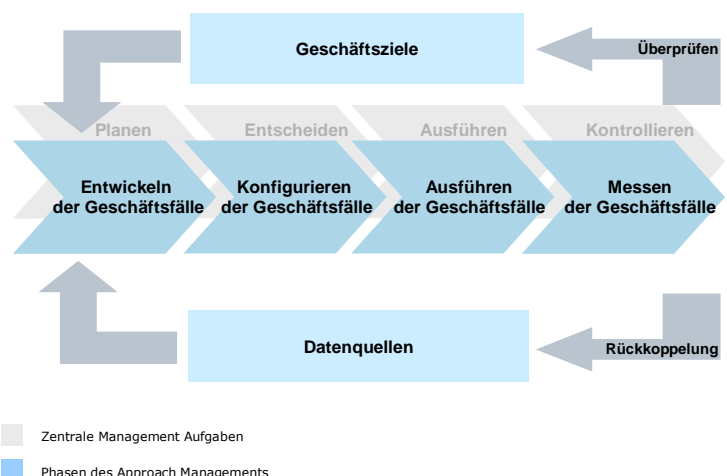 Geschäftsziele
Überprüfen
Planen
Entscheiden
Ausführen
Kontrollieren
Entwickeln
der Geschäftsfälle
Konfigurieren
der Geschäftsfälle
Ausführen
der Geschäftsfälle
Messen
der Geschäftsfälle
Datenquellen
Rückkoppelung
Zentrale Management Aufgaben
Phasen des Approach Managements